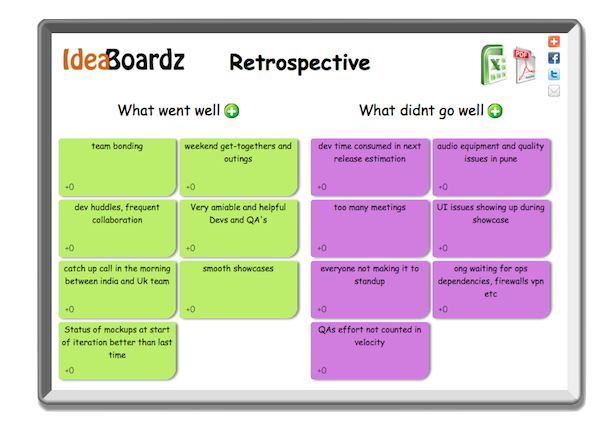 IdeaBoardz
Retrospective
PDF
What went well
What didnt go well
team bonding
+0
weekend get-togethers and
outings
+0
dev time consumed in next
release estimation
+0
audio equipment and quality
issues in pune
+0
dev huddles, frequent
collaboration
+0
Very amiable and helpful
Devs and QA's
+0
too many meetings
+0
UI issues showing up during
showcase
+0
catch up call in the morning
between india and Uk team
+0
smooth showcases
+0
everyone not making it to
standup
+0
ong waiting for ops
dependencies, firewalls vpn
etc
+0
Status of mockups at start
of iteration better than last
time
+0
QAs effort not counted in
velocity
+0